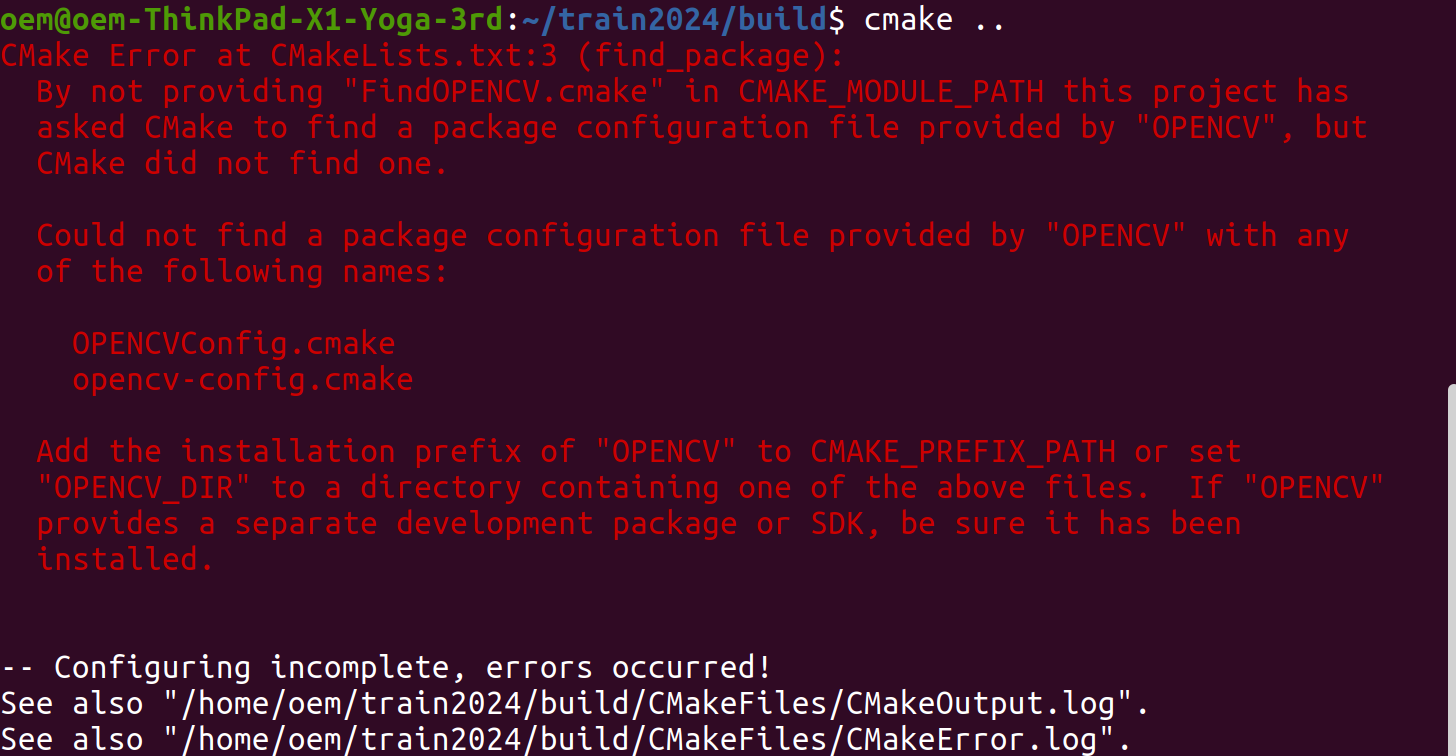 oem@oem-ThinkPad-X1-Yoga-3rd:~/train2024/build$ cmake ..
CMake Error at CMakeLists.txt:3 (find_package):
  By not providing "FindOPENCV.cmake" in CMAKE_MODULE_PATH this project has
  asked CMake to find a package configuration file provided by "OPENCV", but
  CMake did not find one.

  Could not find a package configuration file provided by "OPENCV" with any
  of the following names:

    OPENCVConfig.cmake
    opencv-config.cmake

  Add the installation prefix of "OPENCV" to CMAKE_PREFIX_PATH or set
  "OPENCV_DIR" to a directory containing one of the above files.  If "OPENCV"
  provides a separate development package or SDK, be sure it has been
  installed.

-- Configuring incomplete, errors occurred!
See also "/home/oem/train2024/build/CMakeFiles/CMakeOutput.log".
See also "/home/oem/train2024/build/CMakeFiles/CMakeError.log".